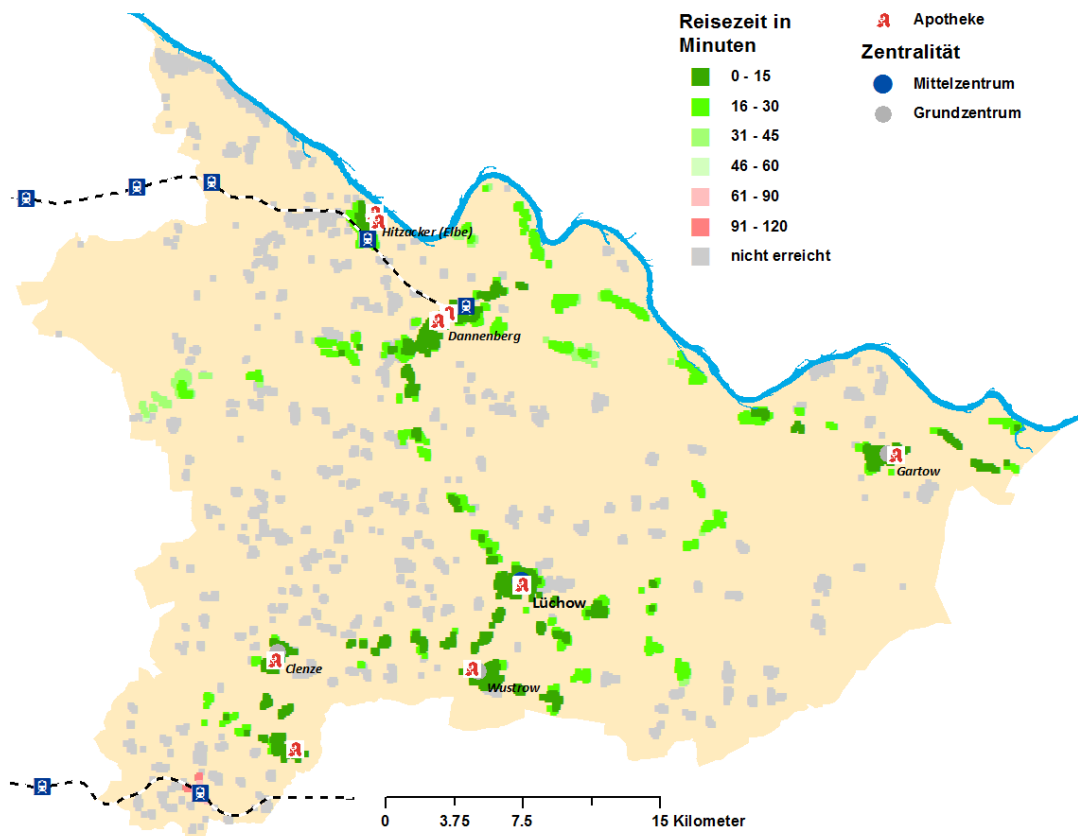 Reisezeit in
Minuten
0 - 15
16 - 30
31 - 45
46 - 60
61 - 90
91 - 120
nicht erreicht
Apotheke
Zentralität
Mittelzentrum
Grundzentrum
Hitzacker (Elbe)
Dannenberg
Gartow
Lüchow
Clenze
Wustrow
0 3.75 7.5 15 Kilometer